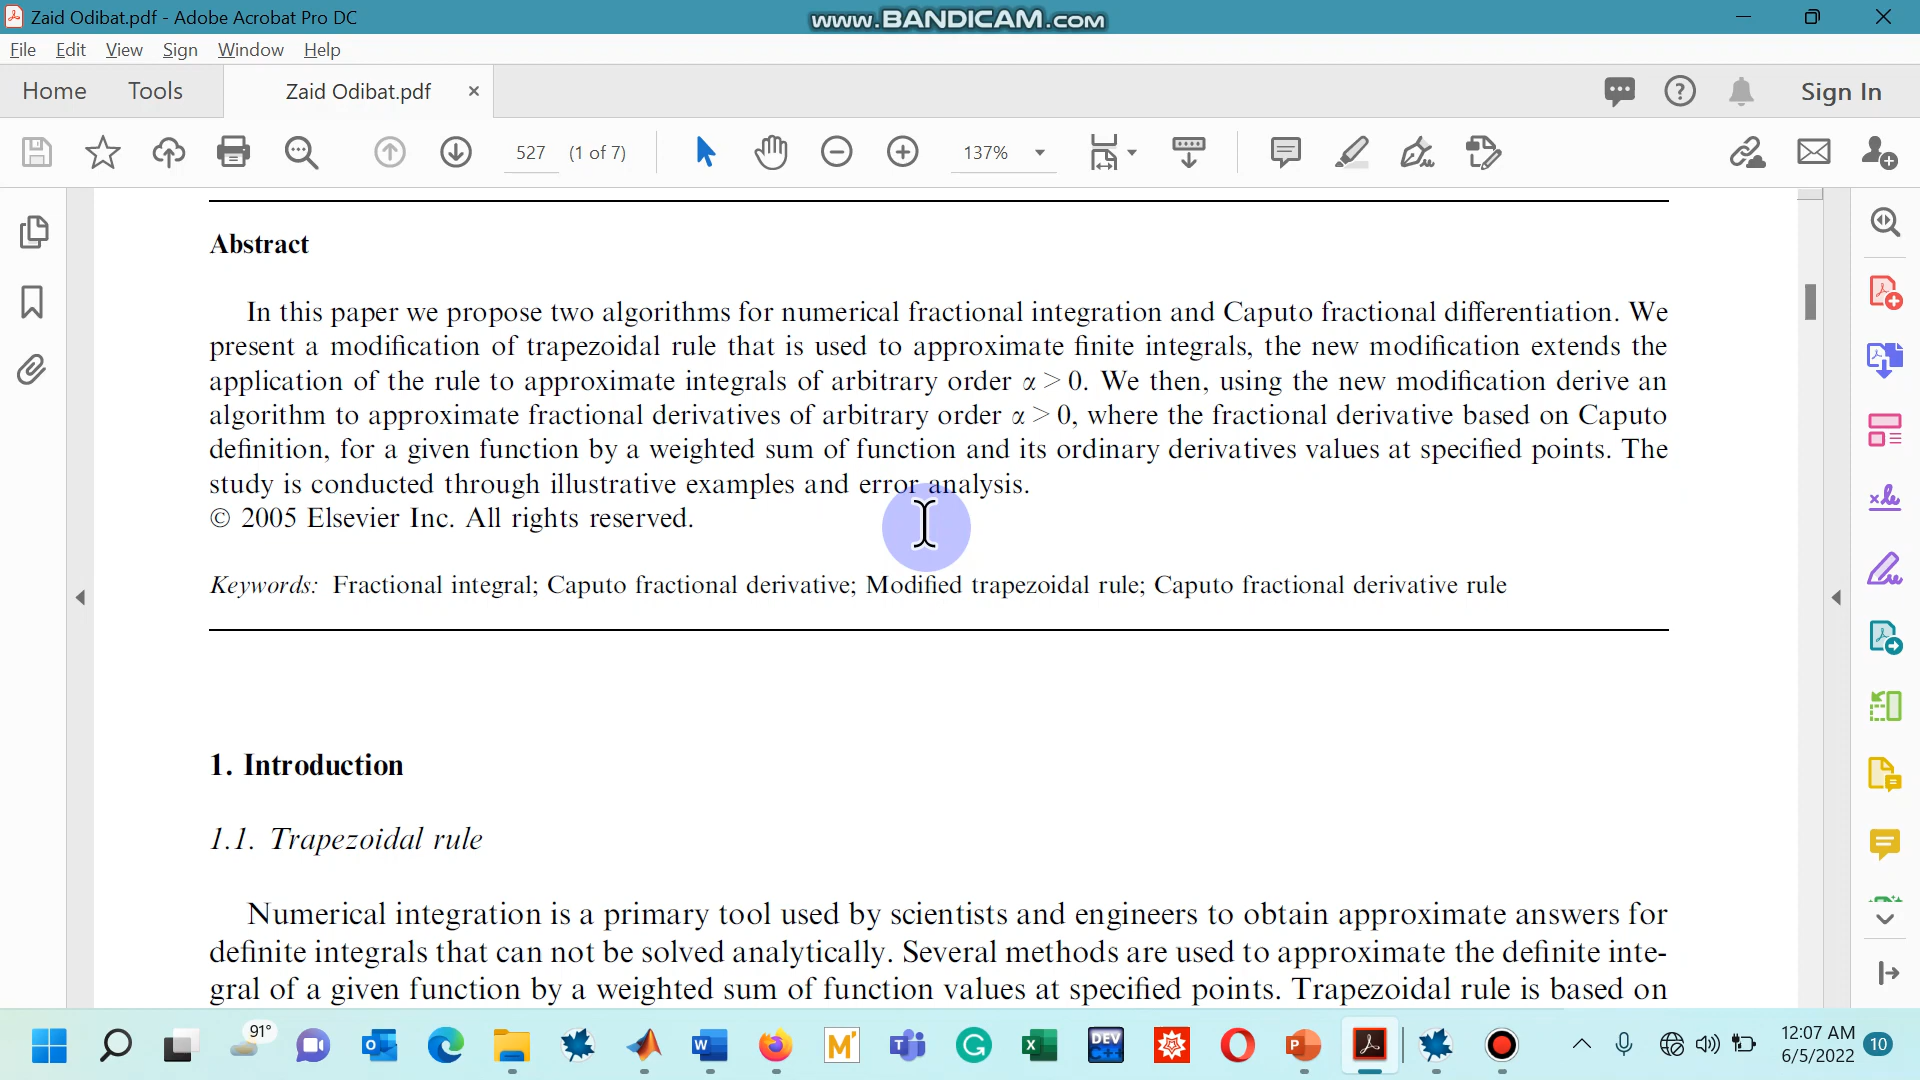 Zaid Odibat.pdf - Adobe Acrobat Pro DC
www.BANDICAM.com
File Edit View Sign Window Help
Home Tools Zaid Odibat.pdf × Sign In
527 (1 of 7) 137%
Abstract
In this paper we propose two algorithms for numerical fractional integration and Caputo fractional differentiation. We
present a modification of trapezoidal rule that is used to approximate finite integrals, the new modification extends the
application of the rule to approximate integrals of arbitrary order α > 0. We then, using the new modification derive an
algorithm to approximate fractional derivatives of arbitrary order α > 0, where the fractional derivative based on Caputo
definition, for a given function by a weighted sum of function and its ordinary derivatives values at specified points. The
study is conducted through illustrative examples and error analysis.
© 2005 Elsevier Inc. All rights reserved.
Keywords: Fractional integral; Caputo fractional derivative; Modified trapezoidal rule; Caputo fractional derivative rule
1. Introduction
1.1. Trapezoidal rule
Numerical integration is a primary tool used by scientists and engineers to obtain approximate answers for
definite integrals that can not be solved analytically. Several methods are used to approximate the definite inte-
gral of a given function by a weighted sum of function values at specified points. Trapezoidal rule is based on
91°
DEV C++
12:07 AM
6/5/2022
10